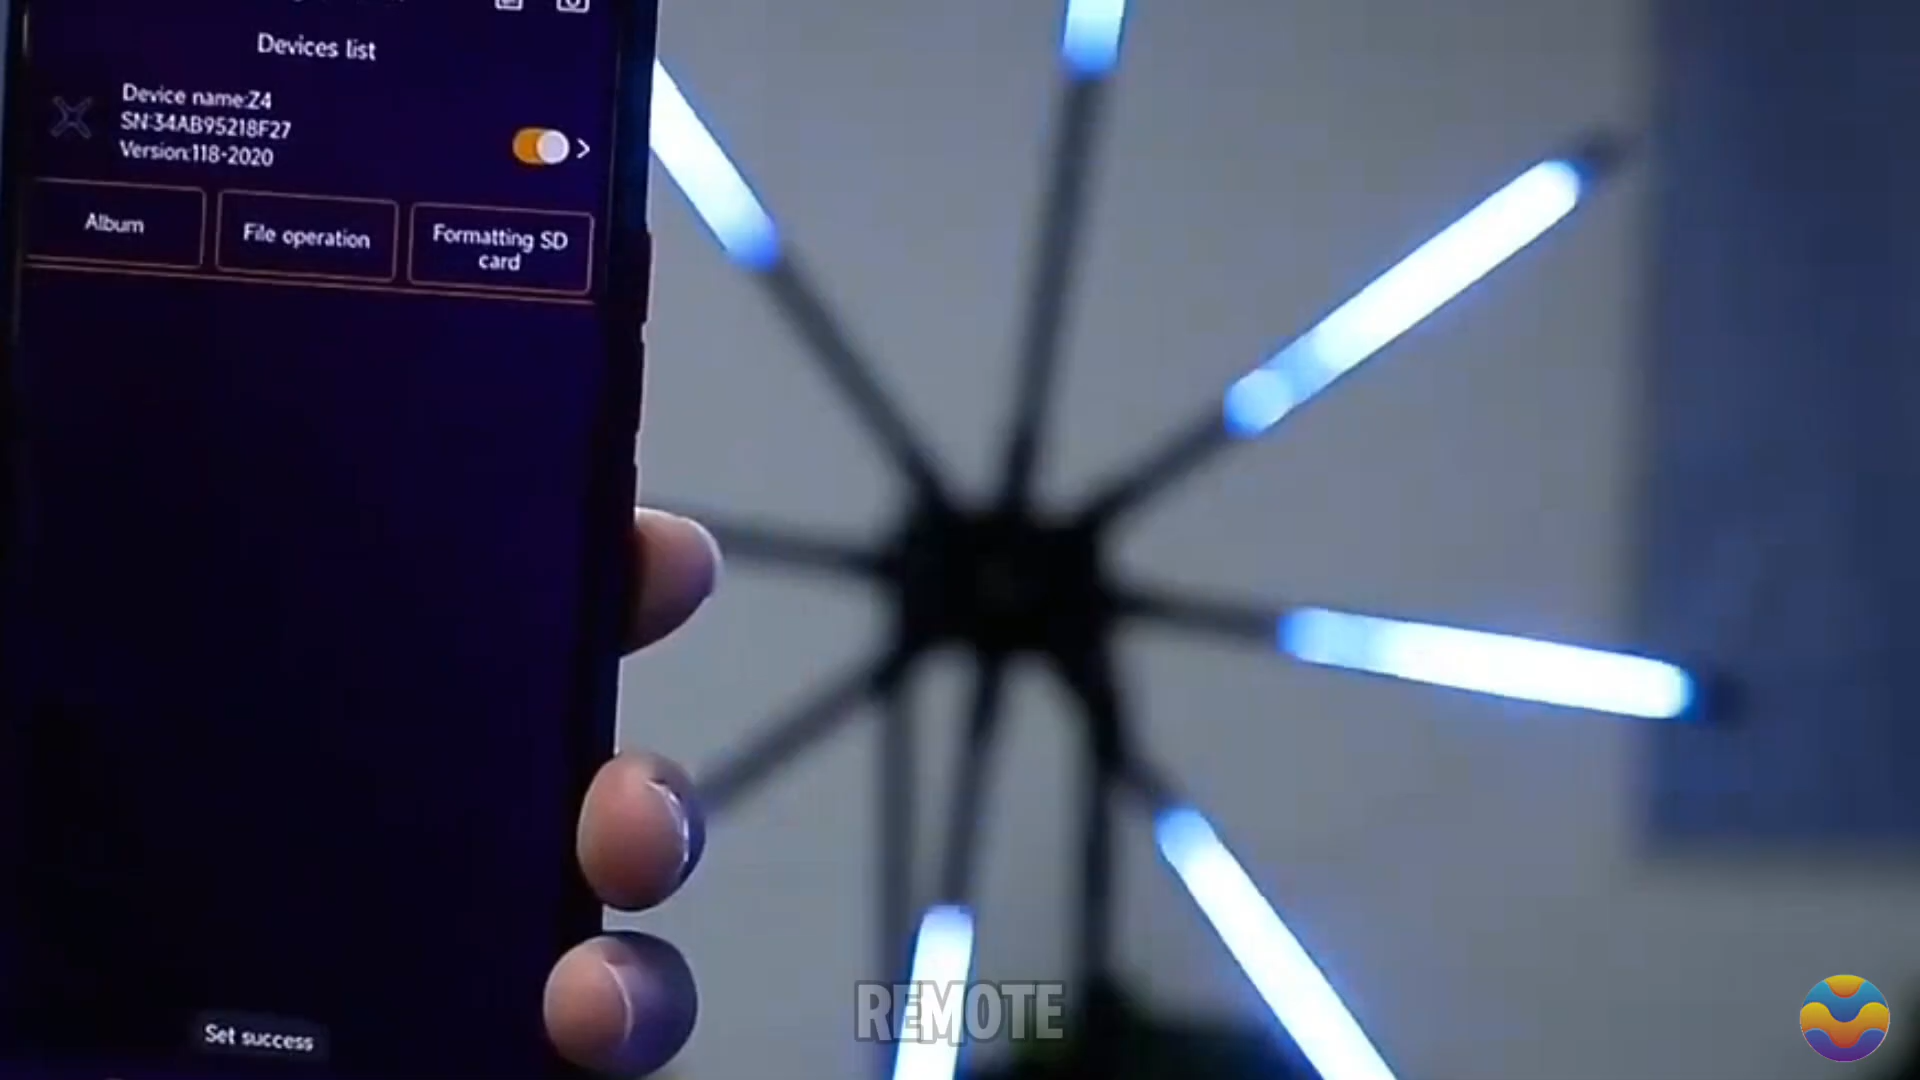 Devices list
Device name:Z4
SN:34AB95218F27
Version:118-2020
Album
File operation
Formatting SD
card
Set success
REMOTE